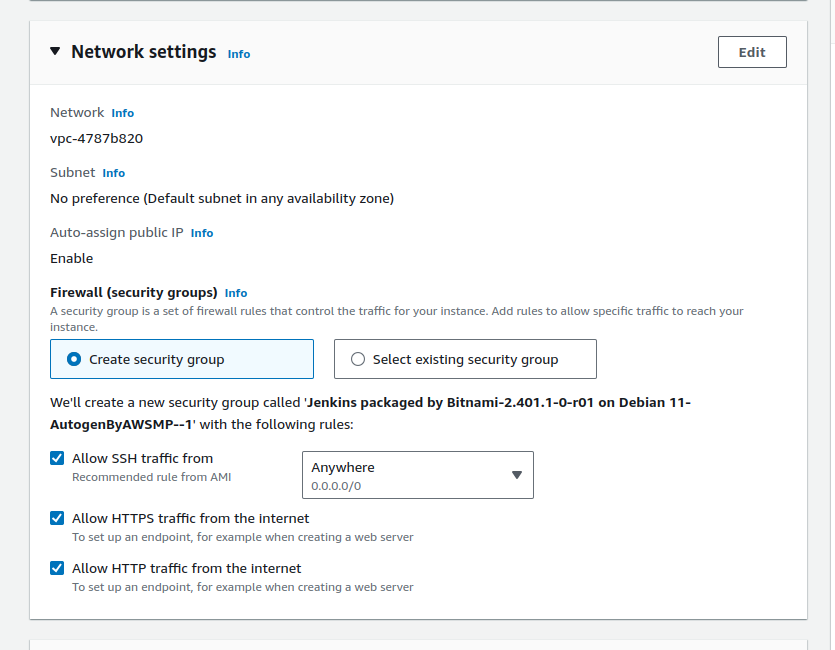 Network settings Info
Edit
Network Info
vpc-4787b820
Subnet Info
No preference (Default subnet in any availability zone)
Auto-assign public IP Info
Enable
Firewall (security groups) Info
A security group is a set of firewall rules that control the traffic for your instance. Add rules to allow specific traffic to reach your
instance.
Create security group
Select existing security group
We'll create a new security group called 'Jenkins packaged by Bitnami-2.401.1-0-r01 on Debian 11-
AutogenByAWSMP--1' with the following rules:
Allow SSH traffic from
Recommended rule from AMI
Anywhere
0.0.0.0/0
Allow HTTPS traffic from the internet
To set up an endpoint, for example when creating a web server
Allow HTTP traffic from the internet
To set up an endpoint, for example when creating a web server